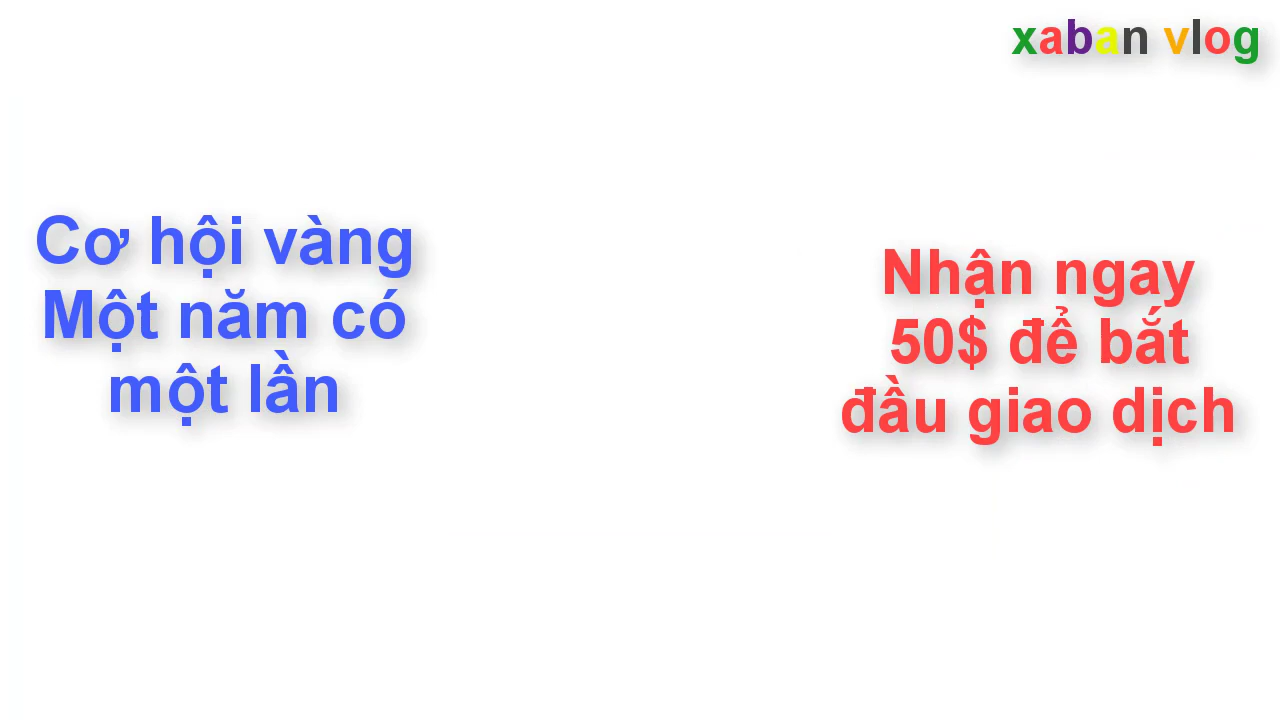 xaban vlog
Cơ hội vàng
Một năm có
một lần
Nhận ngay
50$ để bắt
đầu giao dịch